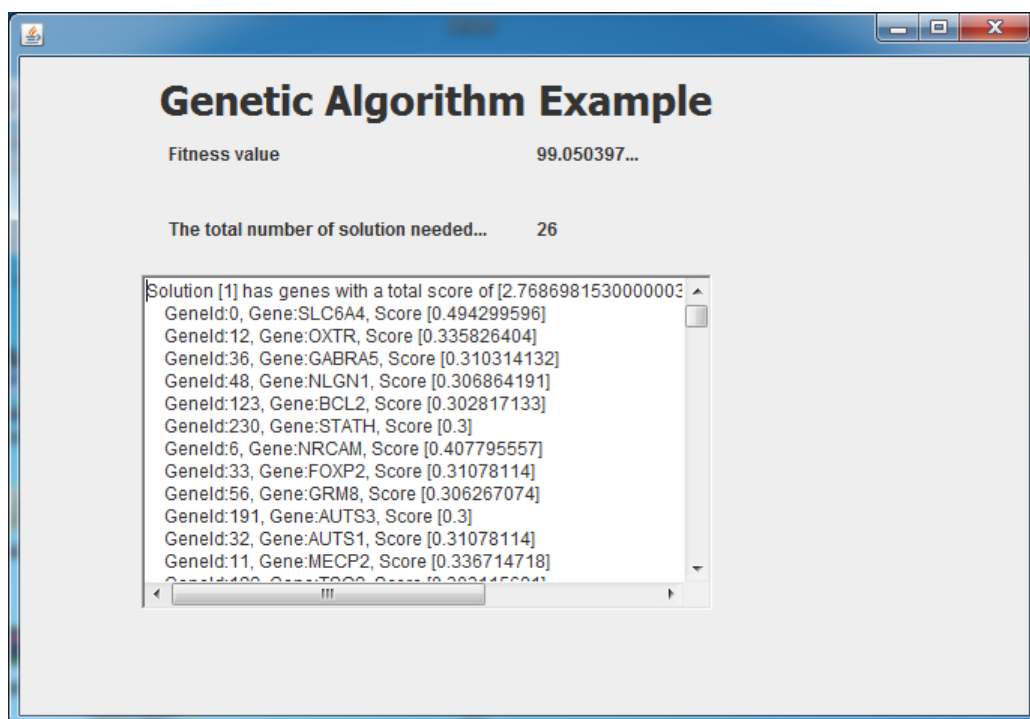 Genetic Algorithm Example
Fitness value 99.050397...
The total number of solution needed... 26
Solution [1] has genes with a total score of [2.7686981530000003
GeneId:0, Gene:SLC6A4, Score [0.494299596]
GeneId:12, Gene:OXTR, Score [0.335826404]
GeneId:36, Gene:GABRA5, Score [0.310314132]
GeneId:48, Gene:NLGN1, Score [0.306864191]
GeneId:123, Gene:BCL2, Score [0.302817133]
GeneId:230, Gene:STATH, Score [0.3]
GeneId:6, Gene:NRCAM, Score [0.407795557]
GeneId:33, Gene:FOXP2, Score [0.31078114]
GeneId:56, Gene:GRM8, Score [0.306267074]
GeneId:191, Gene:AUTS3, Score [0.3]
GeneId:32, Gene:AUTS1, Score [0.31078114]
GeneId:11, Gene:MECP2, Score [0.336714718]